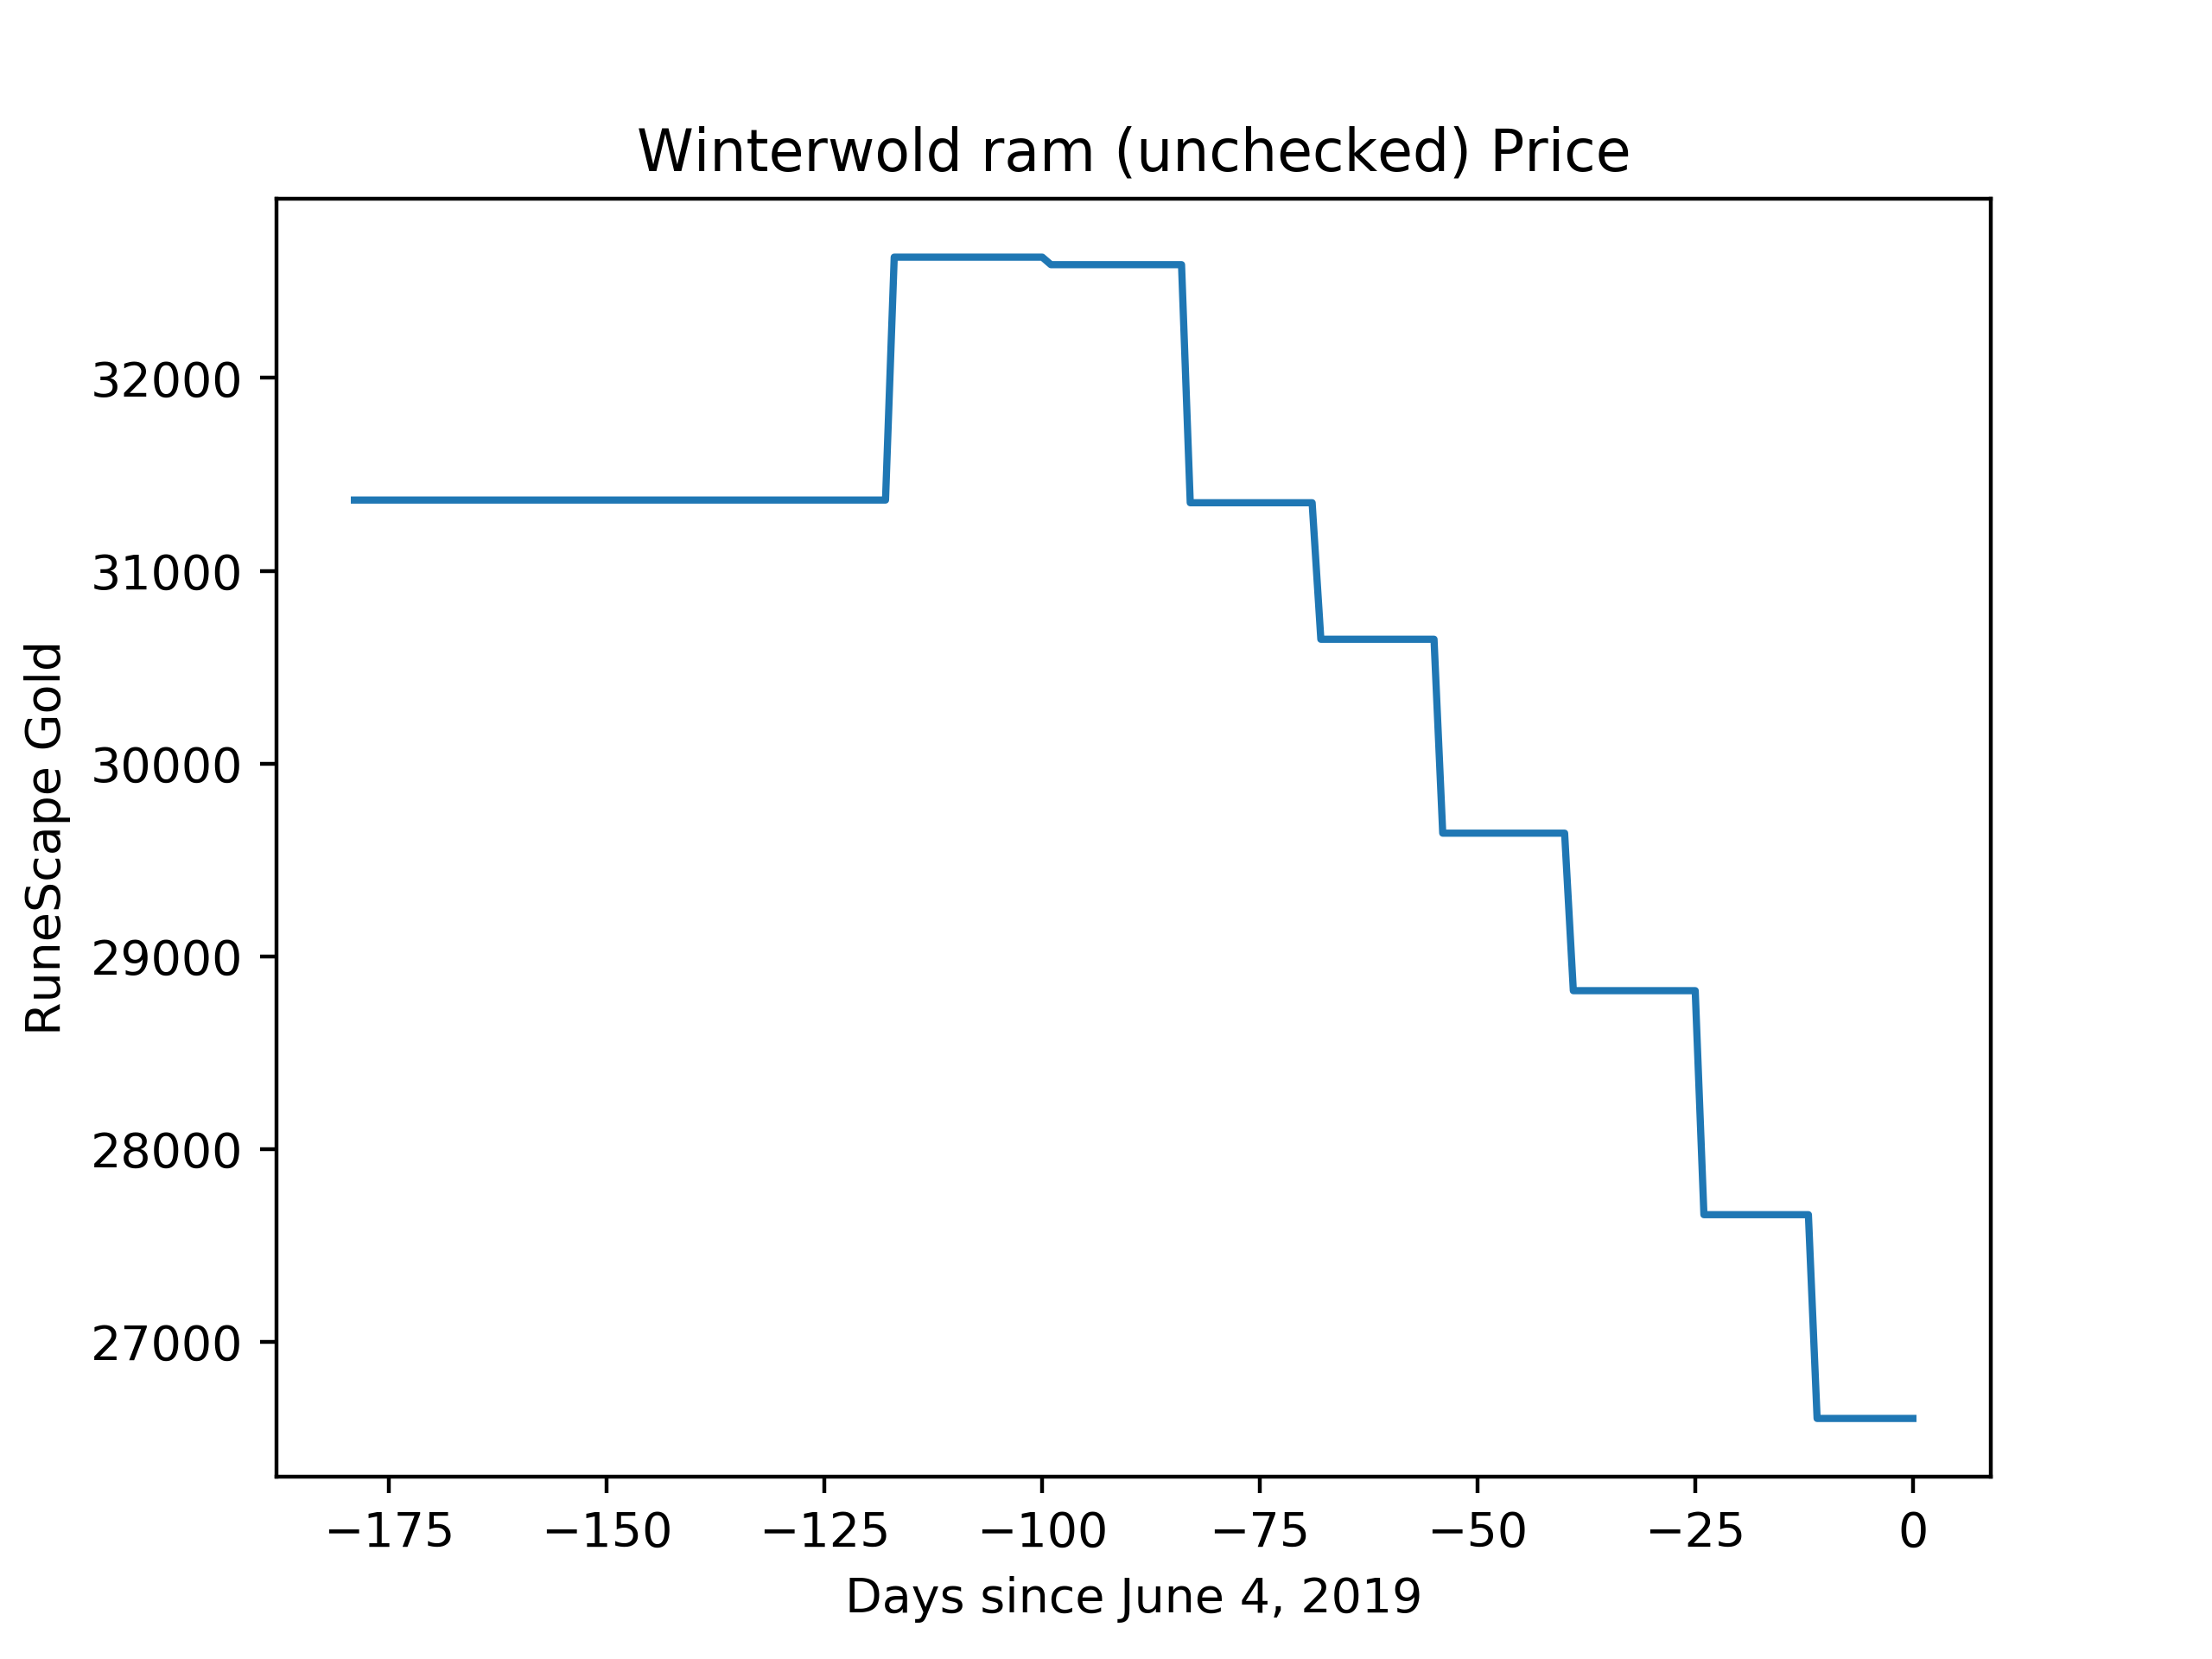 Winterwold ram (unchecked) Price
RuneScape Gold
32000
31000
30000
29000
28000
27000
−175 −150 −125 −100 −75 −50 −25 0
Days since June 4, 2019